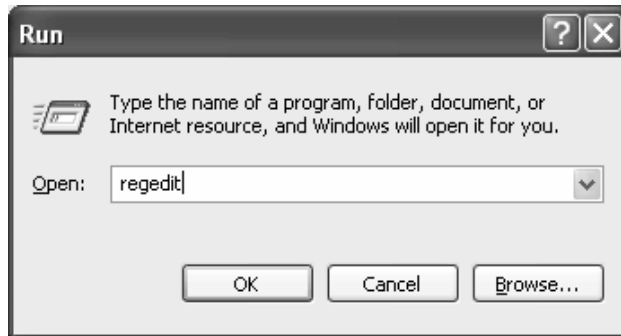 Run
Type the name of a program, folder, document, or
Internet resource, and Windows will open it for you.
Open: regedit
OK Cancel Browse...